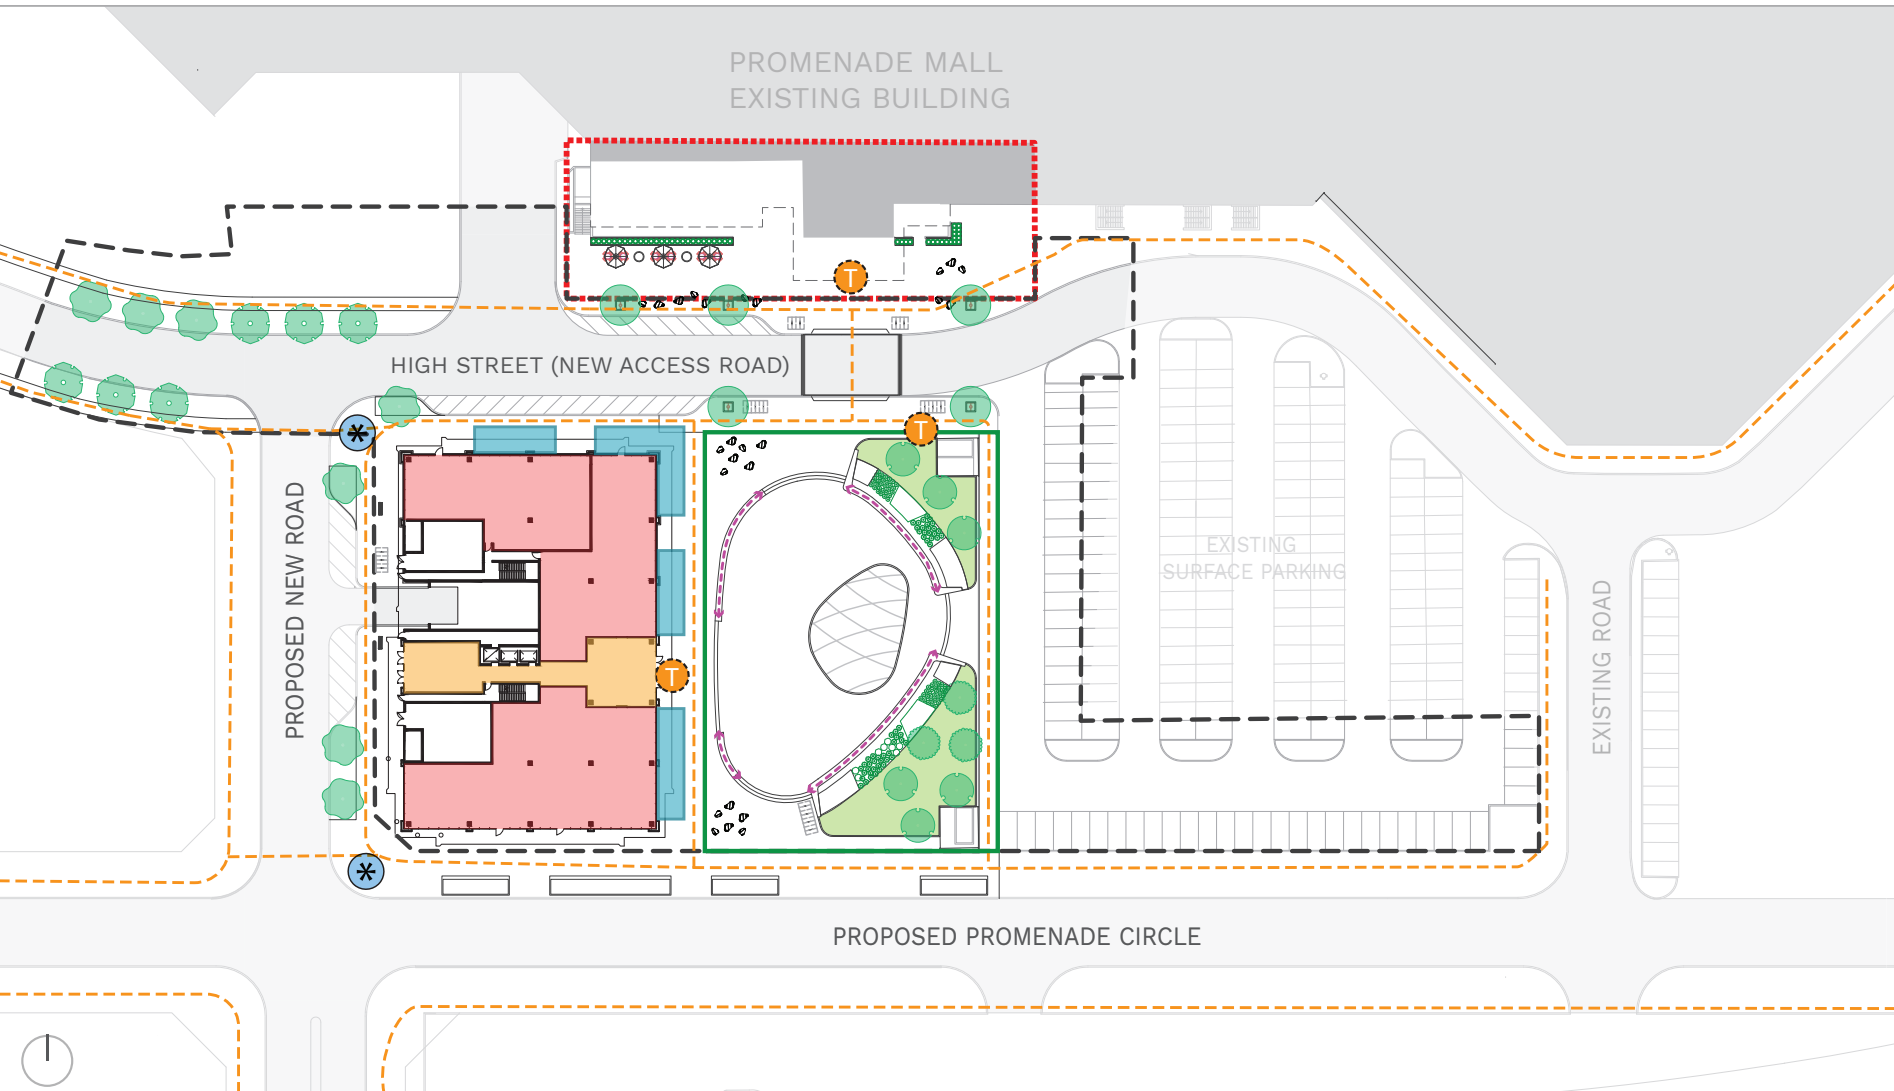 PROMENADE MALL
EXISTING BUILDING
T
HIGH STREET (NEW ACCESS ROAD)
*
T
PROPOSED NEW ROAD
EXISTING
SURFACE PARKING
EXISTING ROAD
T
*
PROPOSED PROMENADE CIRCLE